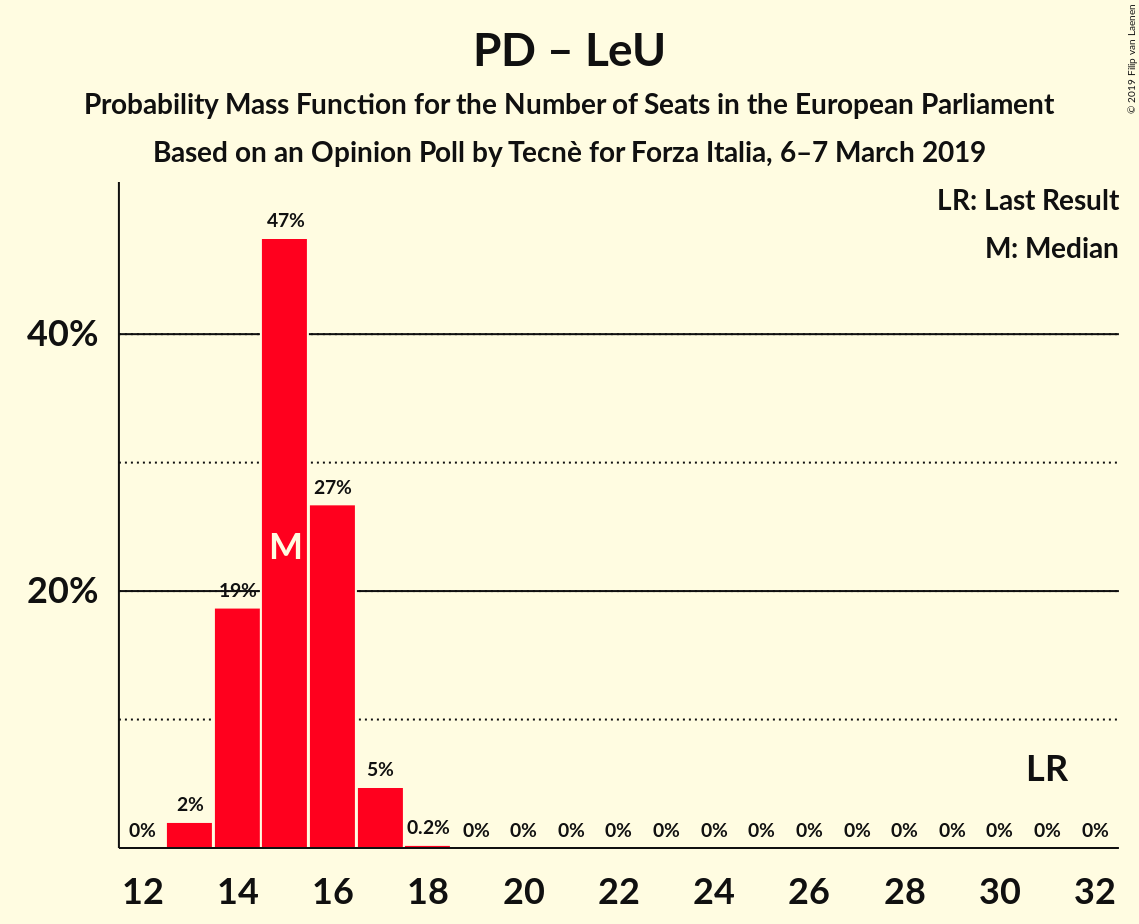 PD – LeU
Probability Mass Function for the Number of Seats in the European Parliament
Based on an Opinion Poll by Tecnè for Forza Italia, 6–7 March 2019
© 2019 Filip van Laenen
LR: Last Result
M: Median
47%
40%
27%
M
20%
19%
LR
5%
2%
0% 0.2% 0% 0% 0% 0% 0% 0% 0% 0% 0% 0% 0% 0% 0% 0%
12 14 16 18 20 22 24 26 28 30 32